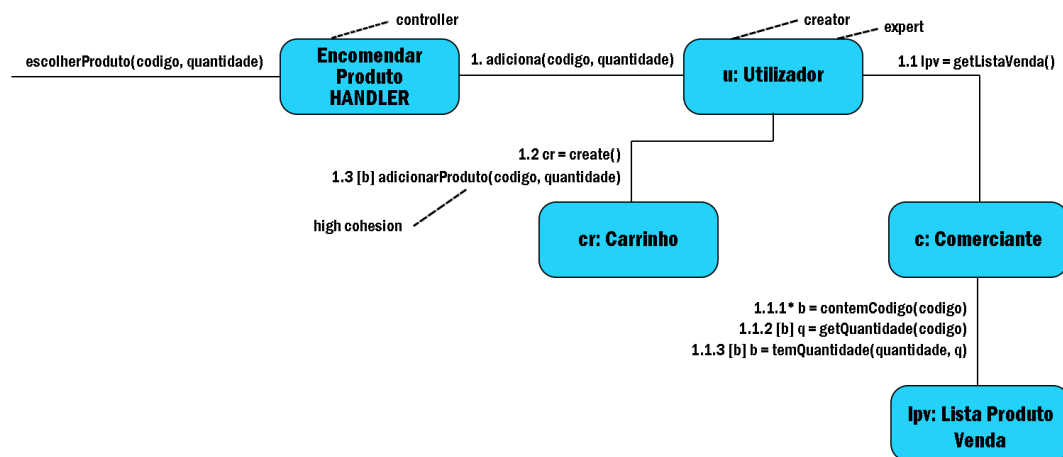 controller
creator
expert
escolherProduto(codigo, quantidade)
Encomendar
Produto
HANDLER
1. adiciona(codigo, quantidade)
u: Utilizador
1.1 lpv = getListaVenda()
1.2 cr = create()
1.3 [b] adicionarProduto(codigo, quantidade)
high cohesion
cr: Carrinho
c: Comerciante
1.1.1* b = contemCodigo(codigo)
1.1.2 [b] q = getQuantidade(codigo)
1.1.3 [b] b = temQuantidade(quantidade, q)
lpv: Lista Produto
Venda